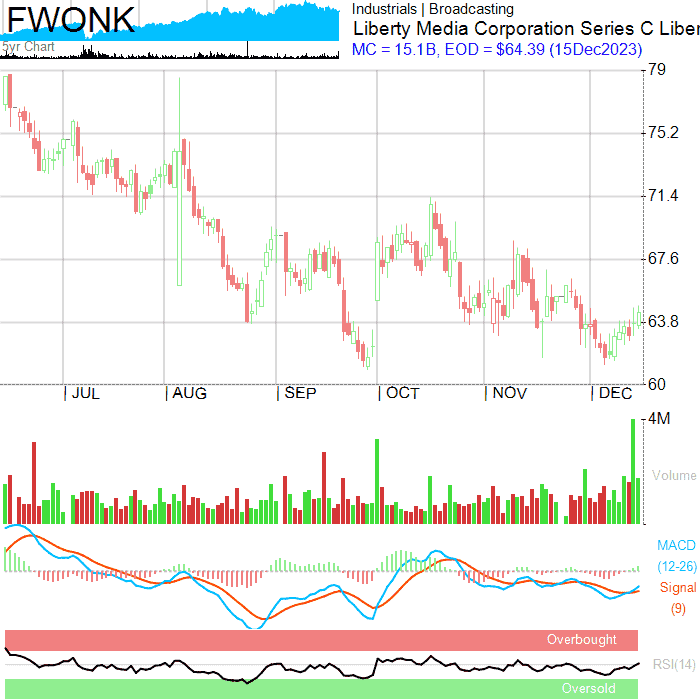 FWONK
5yr Chart
Industrials | Broadcasting
Liberty Media Corporation Series C Liber
MC = 15.1B, EOD = $64.39 (15Dec2023)
79
75.2
71.4
67.6
63.8
60
JUL
AUG
SEP
OCT
NOV
DEC
4M
Volume
MACD
(12-26)
Signal
(9)
Overbought
RSI(14)
Oversold